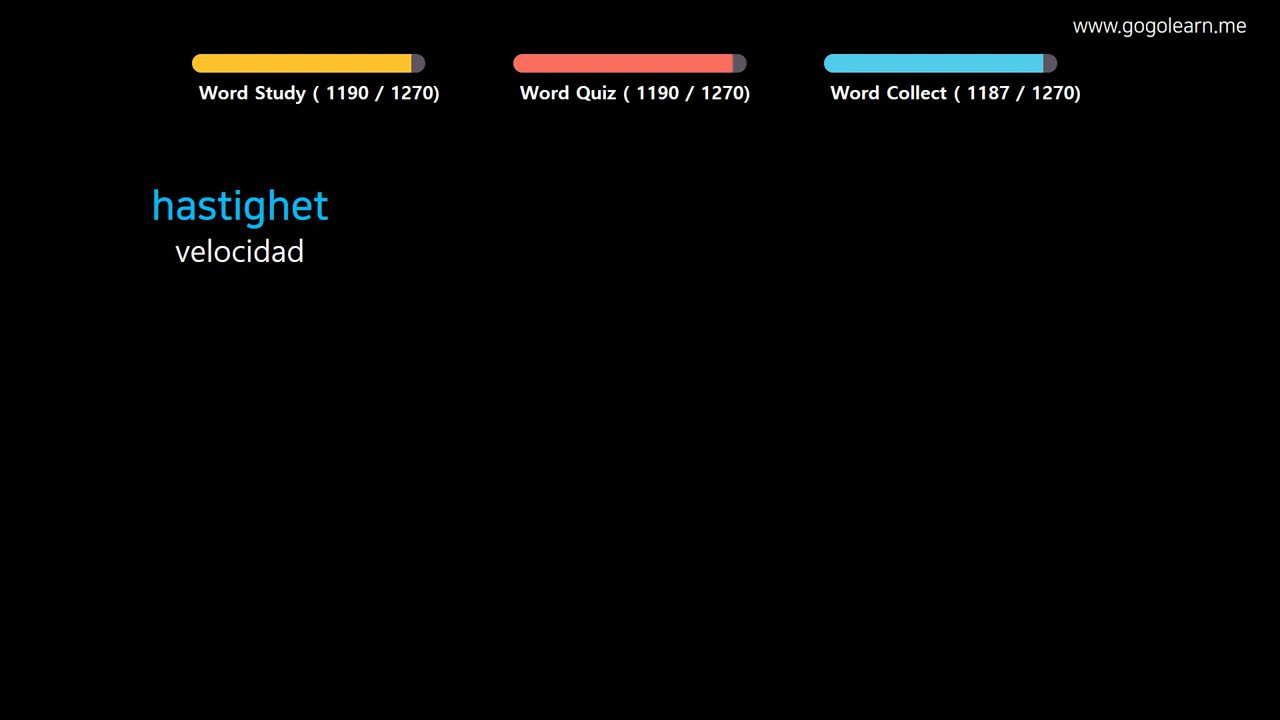 www.gogolearn.me
Word Study ( 1190 / 1270)
Word Quiz ( 1190 / 1270)
Word Collect ( 1187 / 1270)
hastighet
velocidad